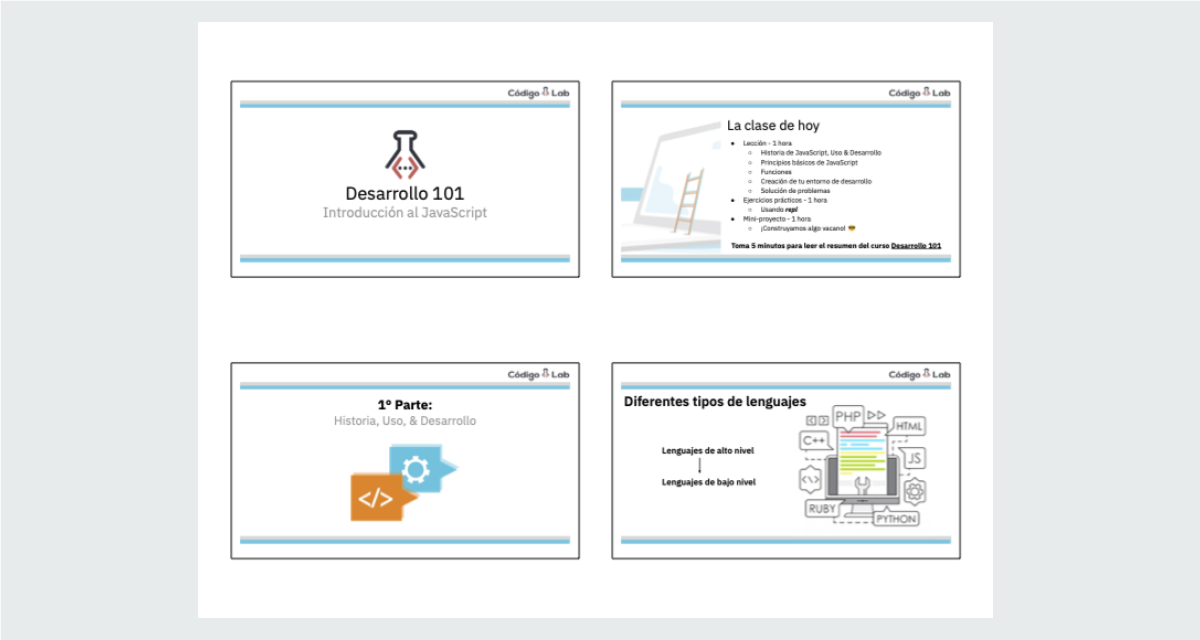 Código Lab
Desarrollo 101
Introducción al JavaScript
Código Lab
La clase de hoy
● Lección - 1 hora
○ Historia de JavaScript, Uso & Desarrollo
○ Principios básicos de JavaScript
○ Funciones
○ Creación de tu entorno de desarrollo
○ Solución de problemas
● Ejercicios prácticos - 1 hora
○ Usando repl
● Mini-proyecto - 1 hora
○ ¡Construyamos algo vacano! 😎
Toma 5 minutos para leer el resumen del curso Desarrollo 101
Código Lab
1° Parte:
Historia, Uso, & Desarrollo
</>
Código Lab
Diferentes tipos de lenguajes
Lenguajes de alto nivel
Lenguajes de bajo nivel
PHP
HTML
C++
JS
</>
RUBY
PYTHON